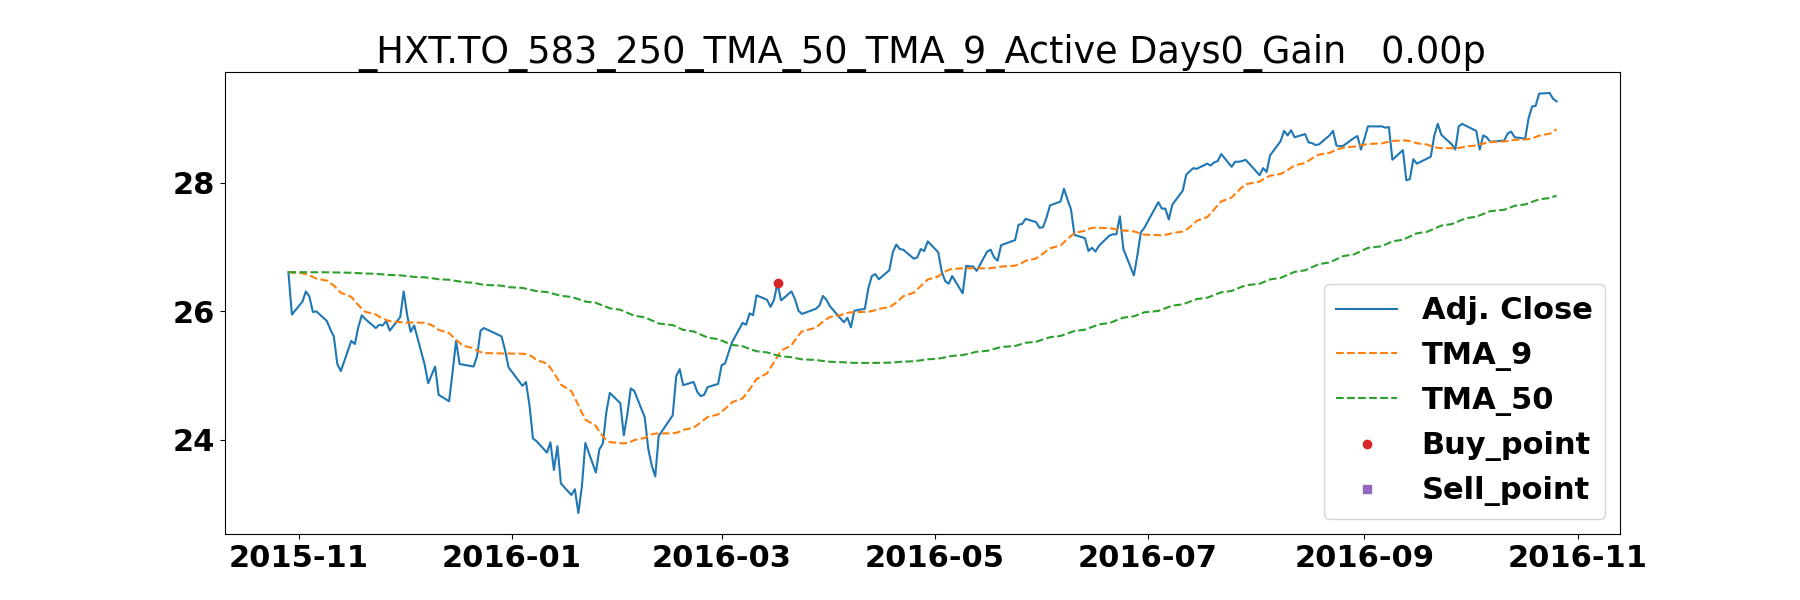 _HXT.TO_583_250_TMA_50_TMA_9_Active Days0_Gain   0.00p
28
26
24
2015-11
2016-01
2016-03
2016-05
2016-07
2016-09
2016-11
Adj. Close
TMA_9
TMA_50
Buy_point
Sell_point